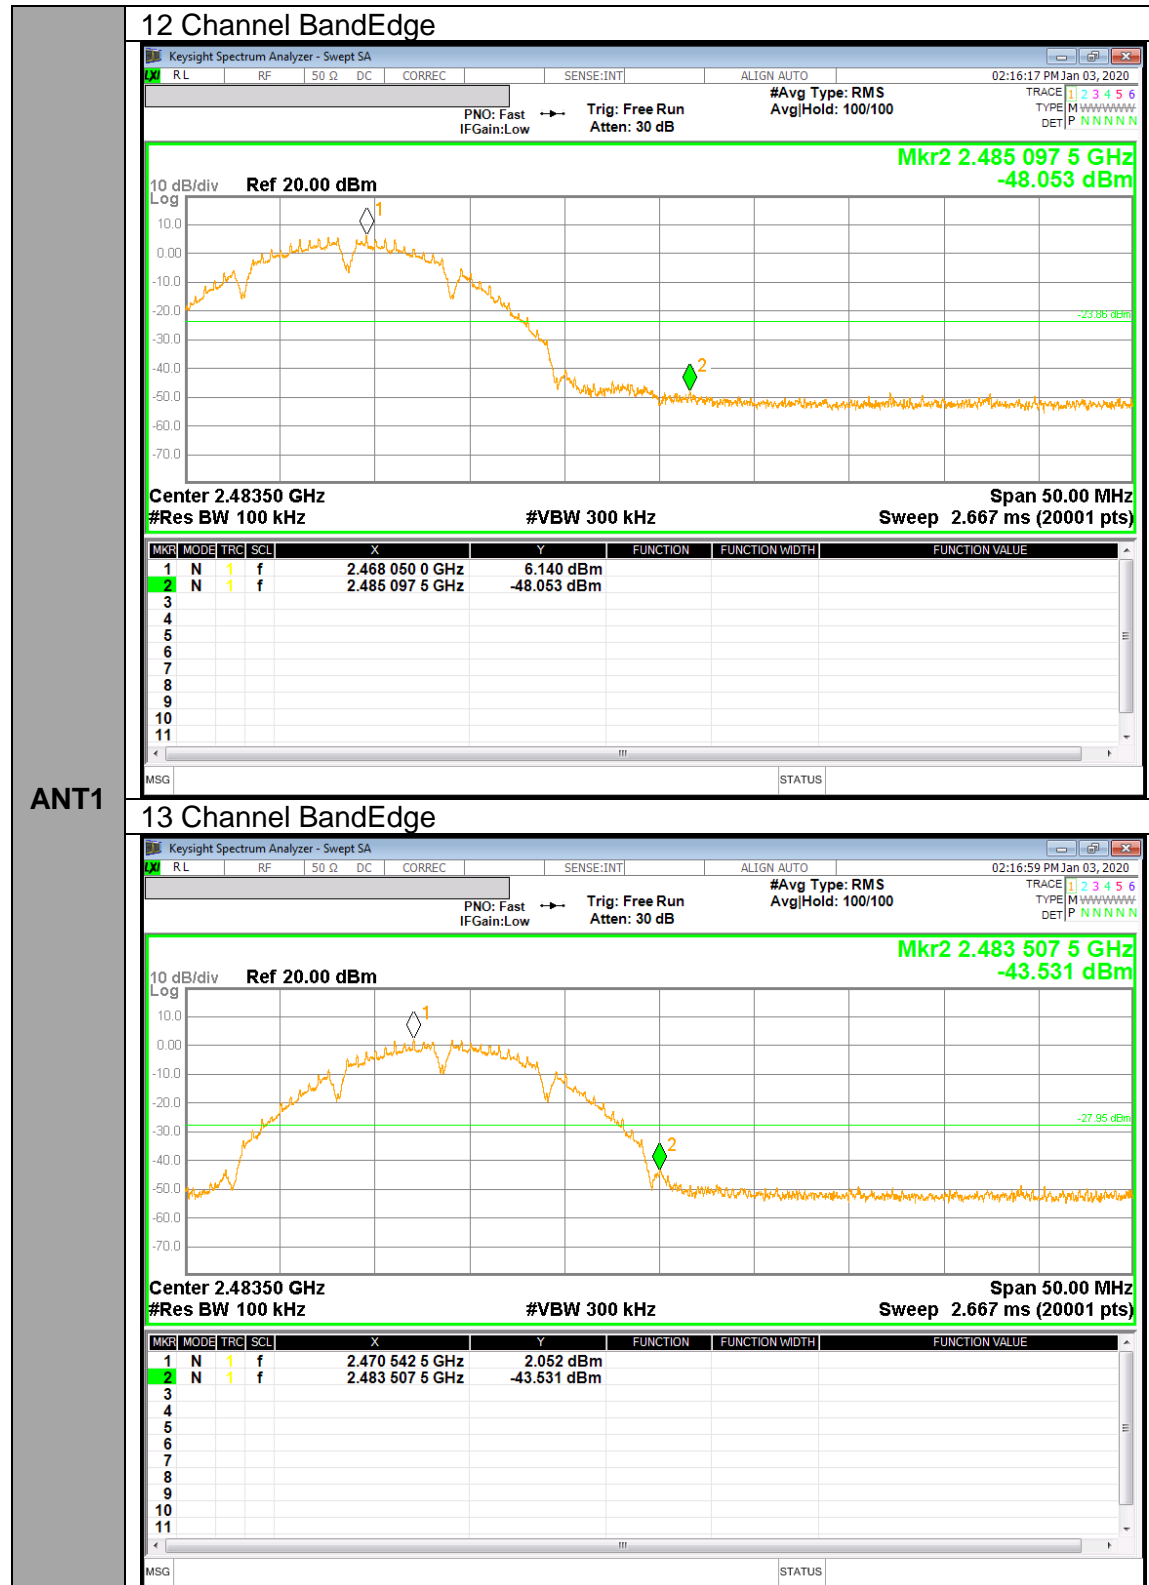 ANT1
12 Channel BandEdge
Keysight Spectrum Analyzer - Swept SA
LXI RL RF 50 Ω DC CORREC SENSE:INT ALIGN AUTO 02:16:17 PM Jan 03, 2020
#Avg Type: RMS TRACE 1 2 3 4 5 6
PNO: Fast Trig: Free Run Avg|Hold: 100/100 TYPE M WWWWW
IFGain:Low Atten: 30 dB DET P N N N N N
Mkr2 2.485 097 5 GHz
10 dB/div Ref 20.00 dBm -48.053 dBm
Log
1
10.0
0.00
-10.0
-20.0
-23.86 dBm
-30.0
-40.0
2
-50.0
-60.0
-70.0
Center 2.48350 GHz Span 50.00 MHz
#Res BW 100 kHz #VBW 300 kHz Sweep 2.667 ms (20001 pts)
MKR MODE TRC SCL X Y FUNCTION FUNCTION WIDTH FUNCTION VALUE
1 N 1 f 2.468 050 0 GHz 6.140 dBm
2 N 1 f 2.485 097 5 GHz -48.053 dBm
3
4
5
6
7
8
9
10
11
MSG STATUS
13 Channel BandEdge
Keysight Spectrum Analyzer - Swept SA
LXI RL RF 50 Ω DC CORREC SENSE:INT ALIGN AUTO 02:16:59 PM Jan 03, 2020
#Avg Type: RMS TRACE 1 2 3 4 5 6
PNO: Fast Trig: Free Run Avg|Hold: 100/100 TYPE M WWWWW
IFGain:Low Atten: 30 dB DET P N N N N N
Mkr2 2.483 507 5 GHz
10 dB/div Ref 20.00 dBm -43.531 dBm
Log
1
10.0
0.00
-10.0
-20.0
-27.95 dBm
-30.0
2
-40.0
-50.0
-60.0
-70.0
Center 2.48350 GHz Span 50.00 MHz
#Res BW 100 kHz #VBW 300 kHz Sweep 2.667 ms (20001 pts)
MKR MODE TRC SCL X Y FUNCTION FUNCTION WIDTH FUNCTION VALUE
1 N 1 f 2.470 542 5 GHz 2.052 dBm
2 N 1 f 2.483 507 5 GHz -43.531 dBm
3
4
5
6
7
8
9
10
11
MSG STATUS